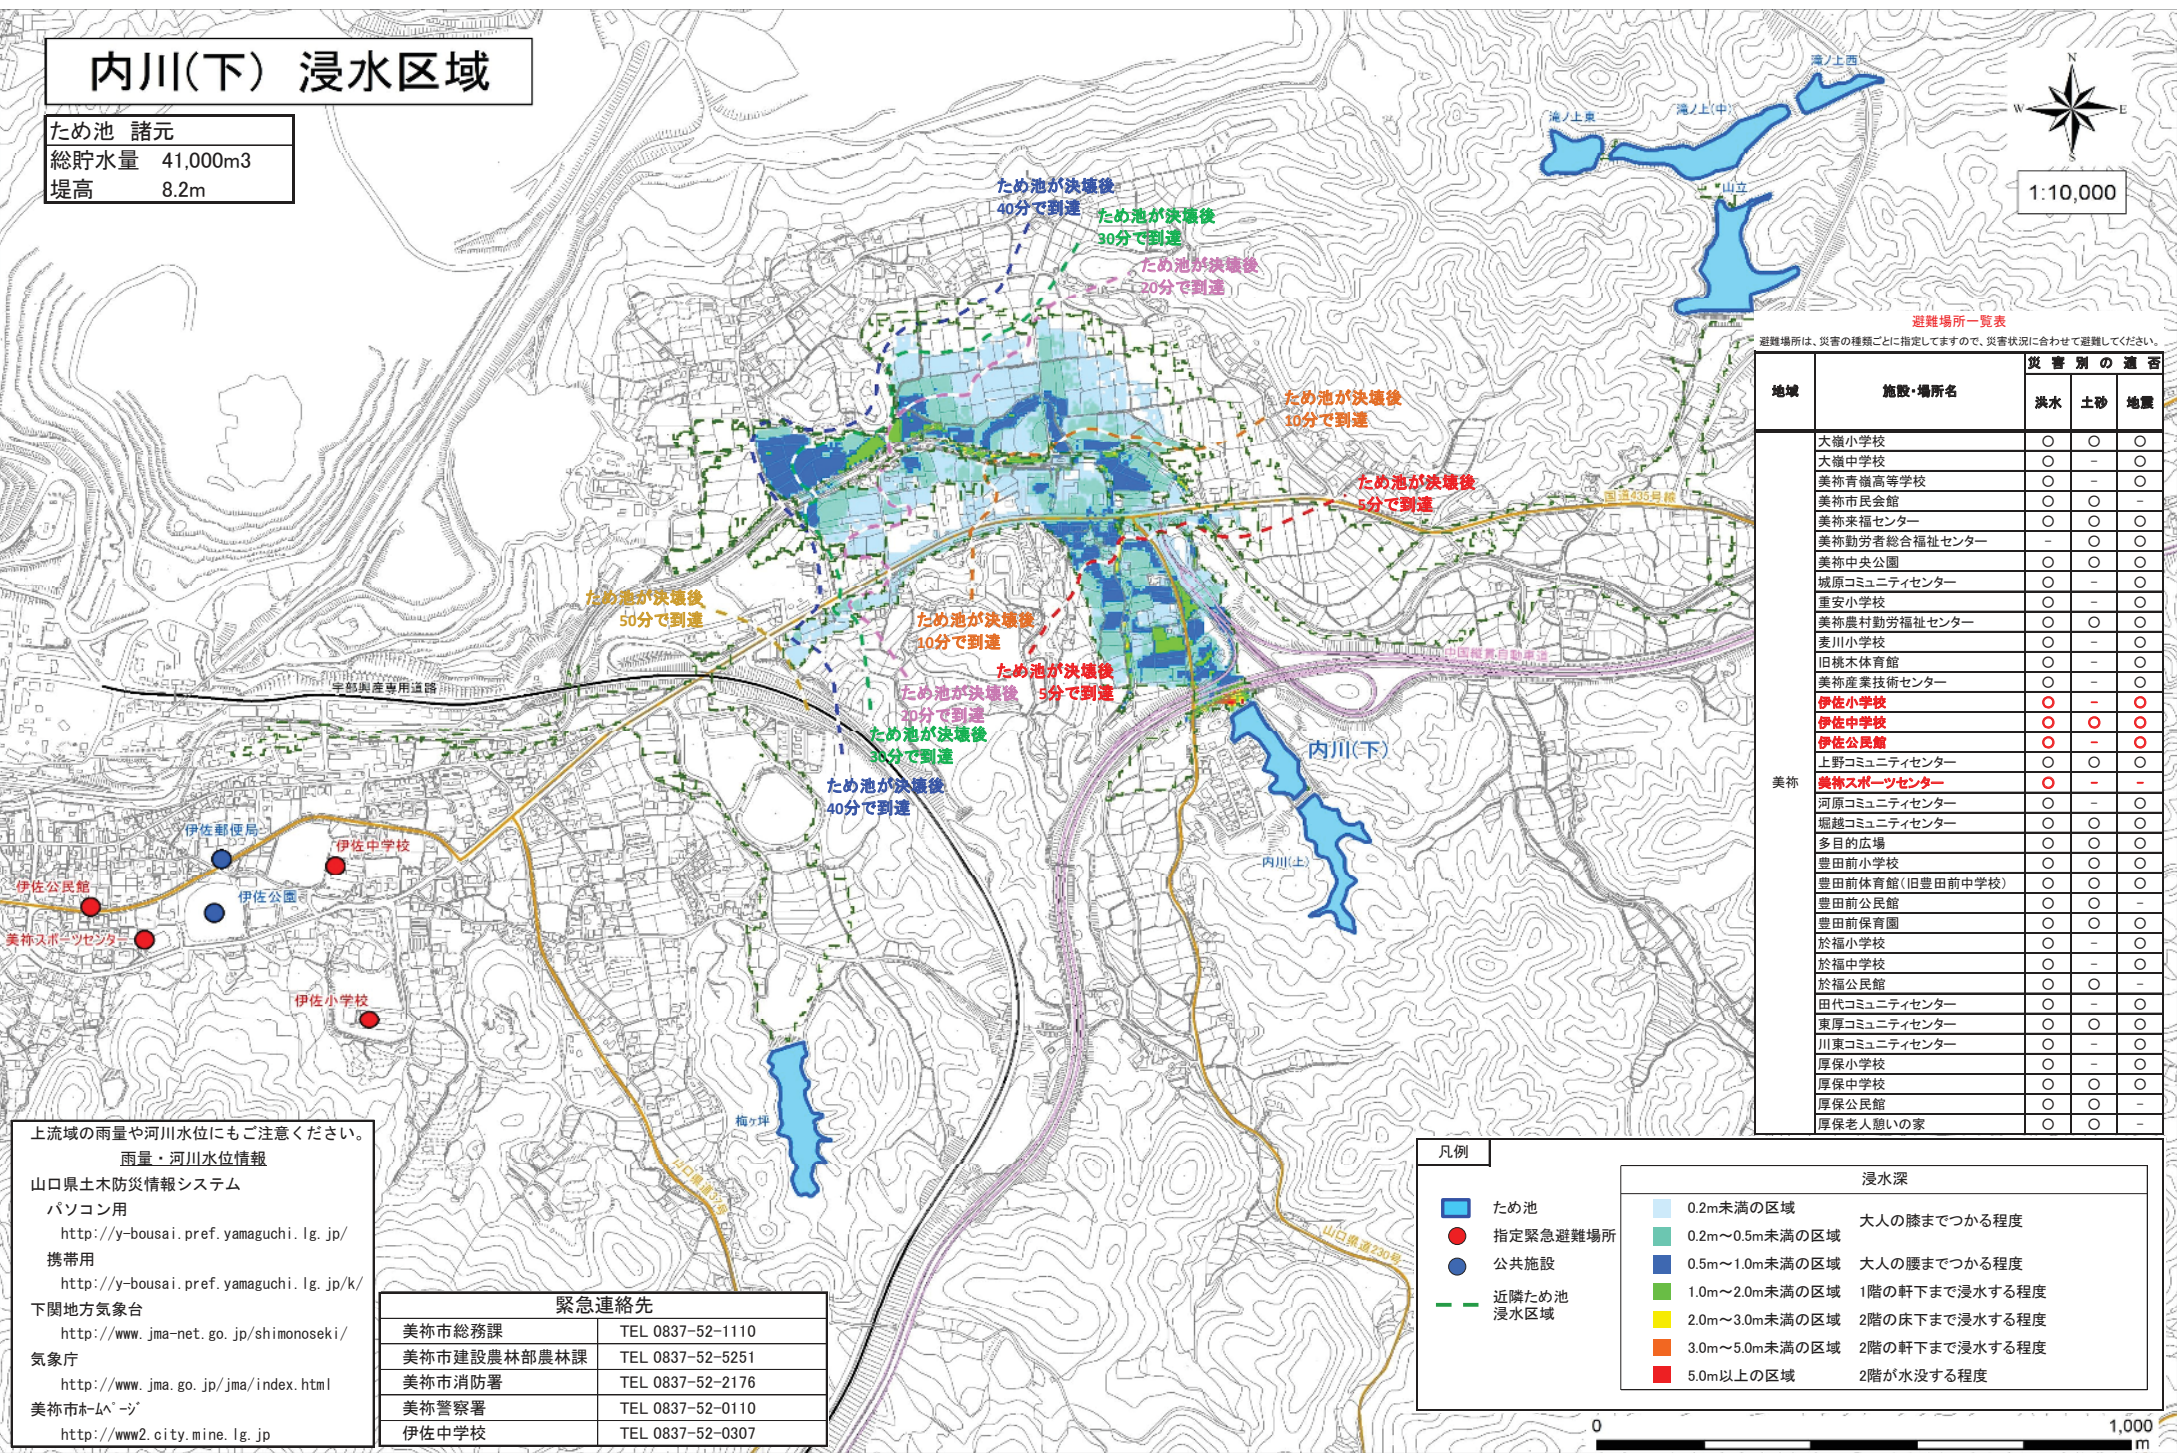 内川(下) 浸水区域
ため池 諸元
総貯水量 41,000m3
堤高 8.2m
滝ノ上西
滝ノ上(中)
滝ノ上東
山立
N
W E
S
1:10,000
ため池が決壊後
40分で到達
ため池が決壊後
30分で到達
ため池が決壊後
20分で到達
ため池が決壊後
10分で到達
ため池が決壊後
5分で到達
国道435号線
ため池が決壊後
50分で到達
ため池が決壊後
10分で到達
ため池が決壊後
5分で到達
ため池が決壊後
20分で到達
ため池が決壊後
30分で到達
ため池が決壊後
40分で到達
中国縦貫自動車道
宇部興産専用道路
内川(下)
内川(上)
伊佐郵便局
伊佐中学校
伊佐公民館
伊佐公園
美祢スポーツセンター
伊佐小学校
梅ヶ坪
山口県道37号
山口県道230号
避難場所一覧表
避難場所は、災害の種類ごとに指定してますので、災害状況に合わせて避難してください。
地域 施設・場所名 災害別の適否
洪水 土砂 地震
美祢
大嶺小学校 ○ ○ ○
大嶺中学校 ○ - ○
美祢青嶺高等学校 ○ - ○
美祢市民会館 ○ ○ -
美祢来福センター ○ ○ ○
美祢勤労者総合福祉センター - ○ ○
美祢中央公園 ○ ○ ○
城原コミュニティセンター ○ - ○
重安小学校 ○ - ○
美祢農村勤労福祉センター ○ ○ ○
麦川小学校 ○ - ○
旧桃木体育館 ○ - ○
美祢産業技術センター ○ - ○
伊佐小学校 ○ - ○
伊佐中学校 ○ ○ ○
伊佐公民館 ○ - ○
上野コミュニティセンター ○ ○ ○
美祢スポーツセンター ○ - -
河原コミュニティセンター ○ - ○
堀越コミュニティセンター ○ ○ ○
多目的広場 ○ ○ ○
豊田前小学校 ○ ○ ○
豊田前体育館(旧豊田前中学校) ○ ○ ○
豊田前公民館 ○ ○ -
豊田前保育園 ○ ○ ○
於福小学校 ○ - ○
於福中学校 ○ - ○
於福公民館 ○ ○ -
田代コミュニティセンター ○ - ○
東厚コミュニティセンター ○ ○ ○
川東コミュニティセンター ○ - ○
厚保小学校 ○ - ○
厚保中学校 ○ ○ ○
厚保公民館 ○ ○ -
厚保老人憩いの家 ○ ○ -
上流域の雨量や河川水位にもご注意ください。
雨量・河川水位情報
山口県土木防災情報システム
パソコン用
http://y-bousai.pref.yamaguchi.lg.jp/
携帯用
http://y-bousai.pref.yamaguchi.lg.jp/k/
下関地方気象台
http://www.jma-net.go.jp/shimonoseki/
気象庁
http://www.jma.go.jp/jma/index.html
美祢市ﾎｰﾑﾍﾟｰｼﾞ
http://www2.city.mine.lg.jp
緊急連絡先
美祢市総務課 TEL 0837-52-1110
美祢市建設農林部農林課 TEL 0837-52-5251
美祢市消防署 TEL 0837-52-2176
美祢警察署 TEL 0837-52-0110
伊佐中学校 TEL 0837-52-0307
凡例
ため池
指定緊急避難場所
公共施設
近隣ため池
浸水区域
浸水深
0.2m未満の区域
大人の膝までつかる程度
0.2m～0.5m未満の区域
0.5m～1.0m未満の区域 大人の腰までつかる程度
1.0m～2.0m未満の区域 1階の軒下まで浸水する程度
2.0m～3.0m未満の区域 2階の床下まで浸水する程度
3.0m～5.0m未満の区域 2階の軒下まで浸水する程度
5.0m以上の区域 2階が水没する程度
0 1,000
m